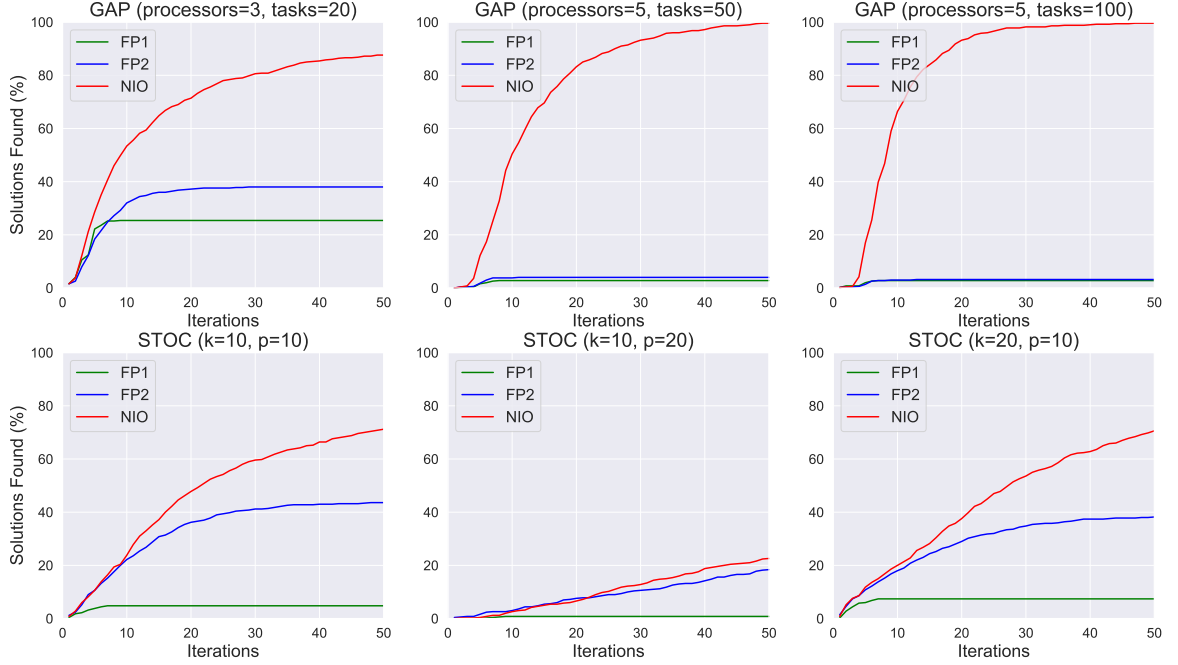 GAP (processors=3, tasks=20)
GAP (processors=5, tasks=50)
GAP (processors=5, tasks=100)
100
80
60
40
20
0
Solutions Found (%)
FP1
FP2
NIO
0 10 20 30 40 50
Iterations
100
80
60
40
20
0
FP1
FP2
NIO
0 10 20 30 40 50
Iterations
100
80
60
40
20
0
FP1
FP2
NIO
0 10 20 30 40 50
Iterations
STOC (k=10, p=10)
STOC (k=10, p=20)
STOC (k=20, p=10)
100
80
60
40
20
0
Solutions Found (%)
FP1
FP2
NIO
0 10 20 30 40 50
Iterations
100
80
60
40
20
0
FP1
FP2
NIO
0 10 20 30 40 50
Iterations
100
80
60
40
20
0
FP1
FP2
NIO
0 10 20 30 40 50
Iterations